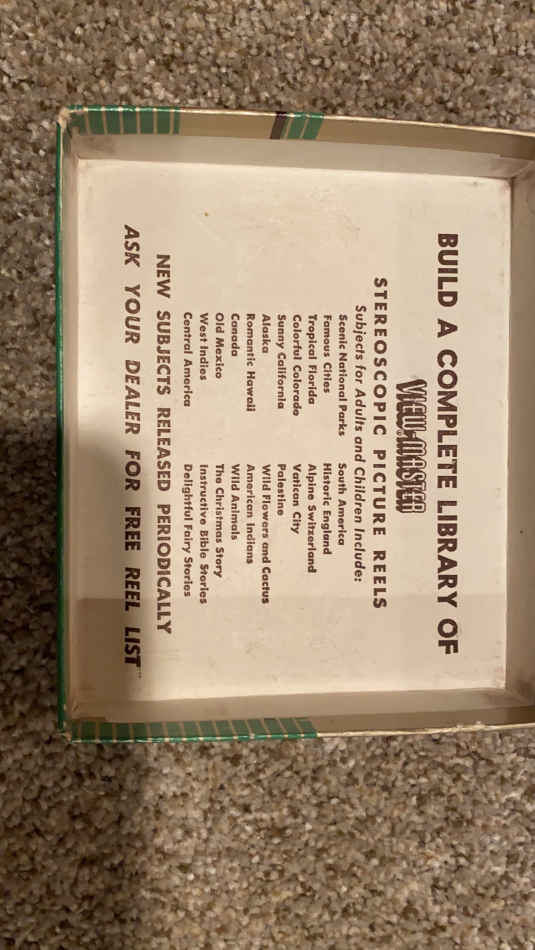 BUILD A COMPLETE LIBRARY OF
VIEW-MASTER
STEREOSCOPIC PICTURE REELS
Subjects for Adults and Children Include:
Scenic National Parks
Famous Cities
Tropical Florida
Colorful Colorado
Sunny California
Alaska
Romantic Hawaii
Canada
Old Mexico
West Indies
Central America
South America
Historic England
Alpine Switzerland
Vatican City
Palestine
Wild Flowers and Cactus
American Indians
Wild Animals
The Christmas Story
Instructive Bible Stories
Delightful Fairy Stories
NEW SUBJECTS RELEASED PERIODICALLY
ASK YOUR DEALER FOR FREE REEL LIST